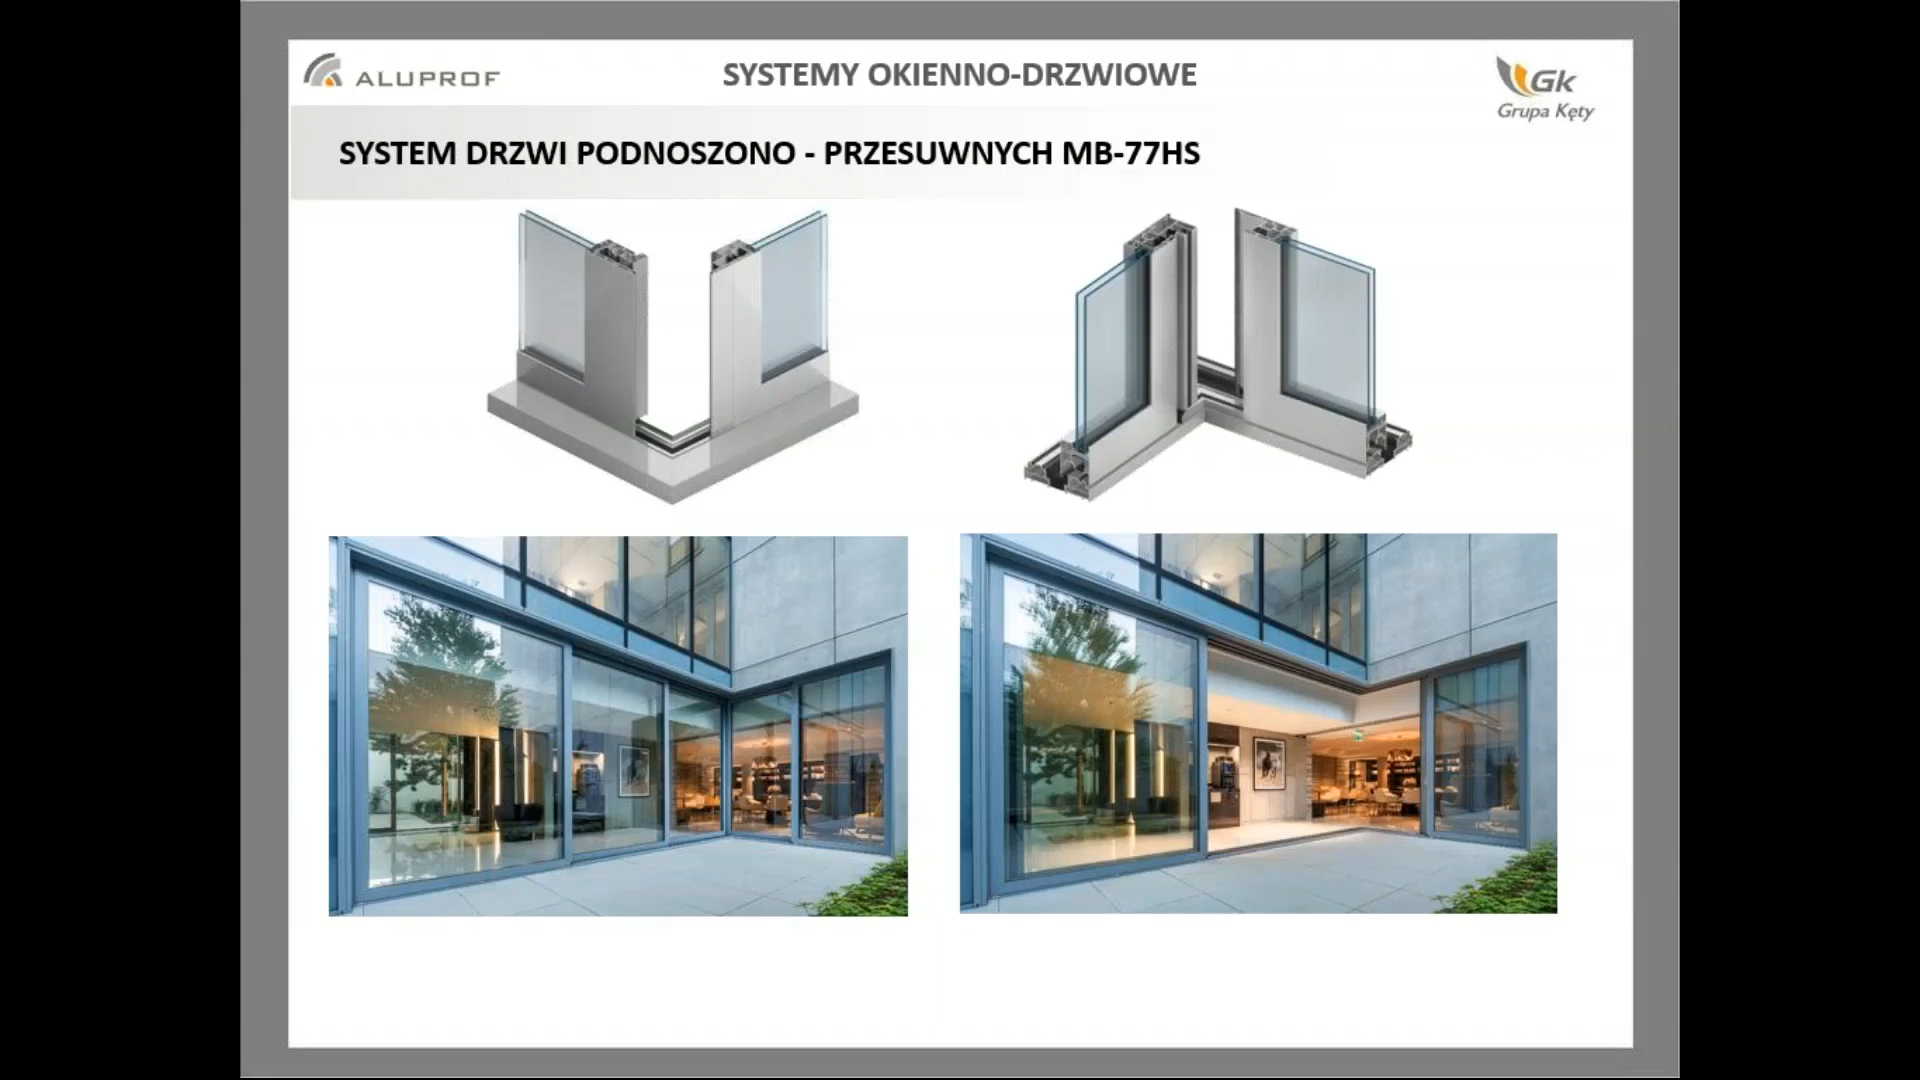 ALUPROF
SYSTEMY OKIENNO-DRZWIOWE
Gk
Grupa Kęty
SYSTEM DRZWI PODNOSZONO - PRZESUWNYCH MB-77HS